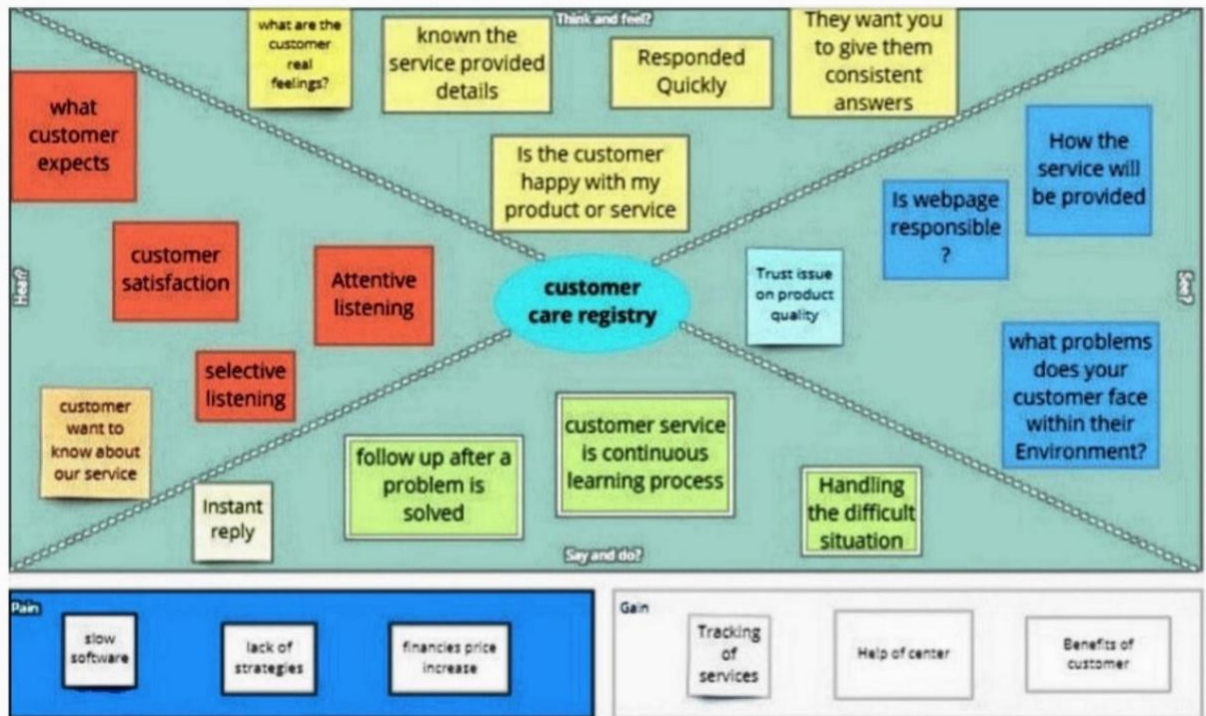 Think and feel?
what are the
customer
real
feelings?
known the
service provided
details
Responded
Quickly
They want you
to give them
consistent
answers
Is the customer
happy with my
product or service
Hear?
what
customer
expects
customer
satisfaction
Attentive
listening
selective
listening
customer
want to
know about
our service
customer
care registry
See?
How the
service will
be provided
Is webpage
responsible
?
Trust issue
on product
quality
what problems
does your
customer face
within their
Environment?
Instant
reply
follow up after a
problem is
solved
customer service
is continuous
learning process
Handling
the difficult
situation
Say and do?
Pain
slow
software
lack of
strategies
financies price
increase
Gain
Tracking
of
services
Help of center
Benefits of
customer